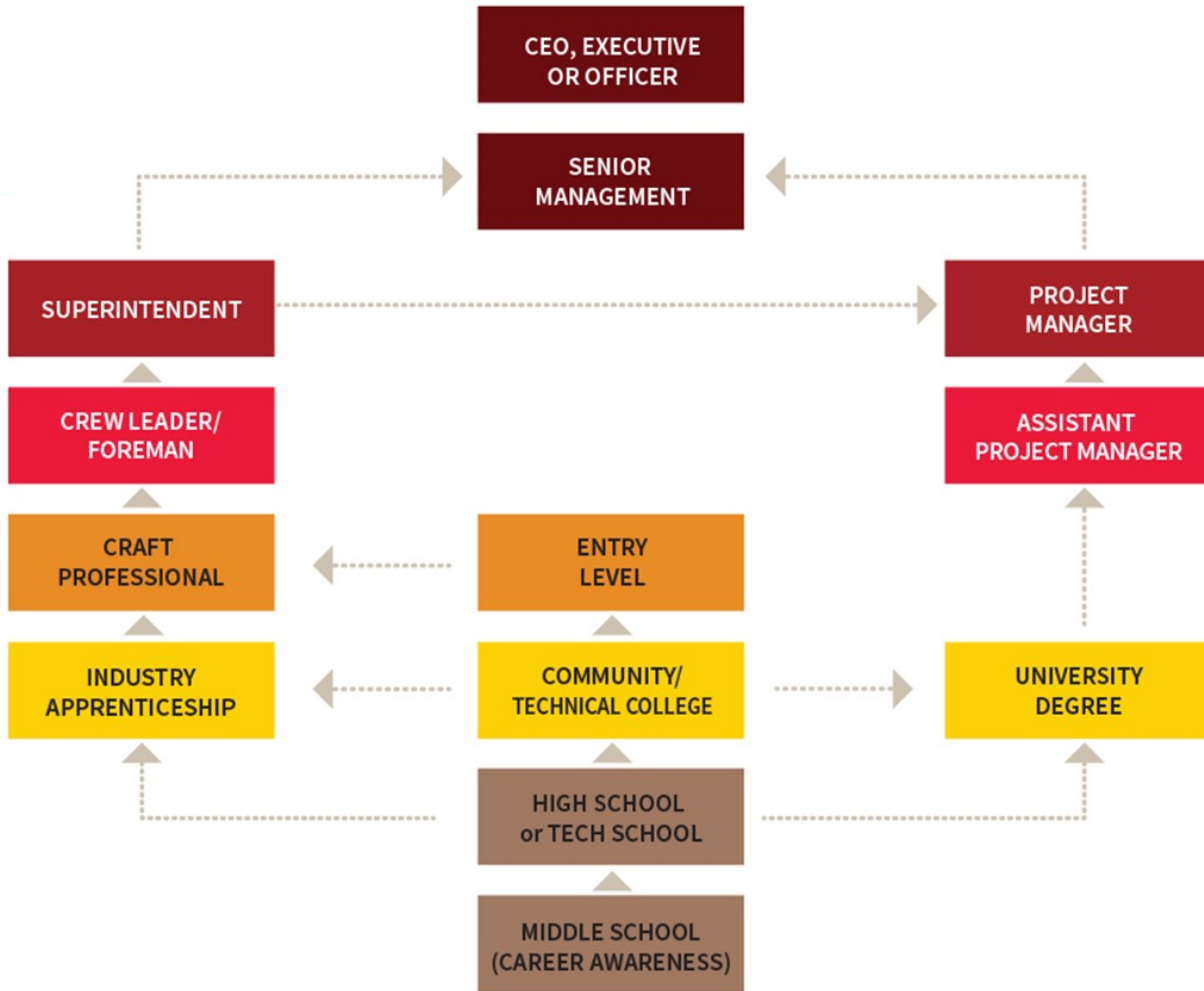 CEO, EXECUTIVE
OR OFFICER
SENIOR
MANAGEMENT
SUPERINTENDENT
PROJECT
MANAGER
CREW LEADER/
FOREMAN
ASSISTANT
PROJECT MANAGER
CRAFT
PROFESSIONAL
ENTRY
LEVEL
INDUSTRY
APPRENTICESHIP
COMMUNITY/
TECHNICAL COLLEGE
UNIVERSITY
DEGREE
HIGH SCHOOL
or TECH SCHOOL
MIDDLE SCHOOL
(CAREER AWARENESS)